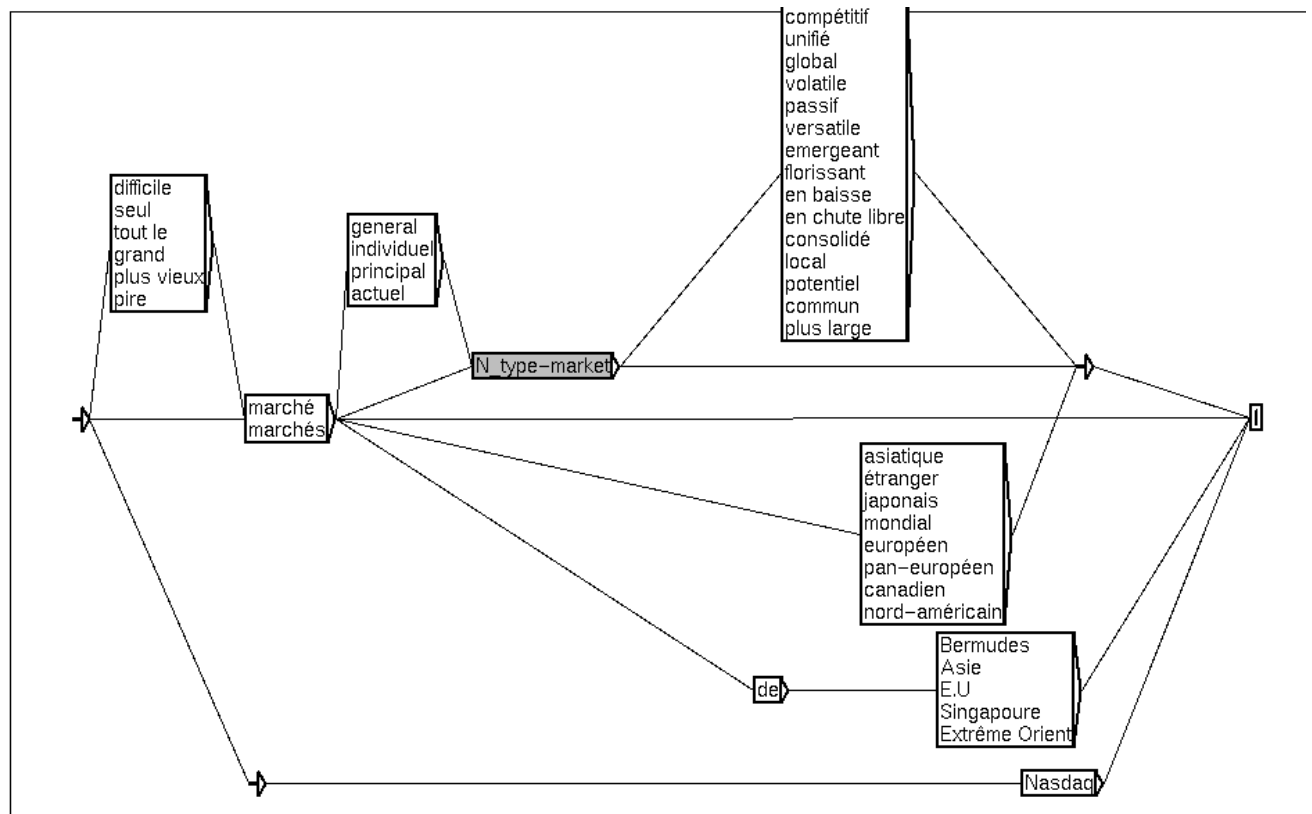 compétitif
unifié
global
volatile
passif
versatile
emergeant
florissant
en baisse
en chute libre
consolidé
local
potentiel
commun
plus large
difficile
seul
tout le
grand
plus vieux
pire
general
individuel
principal
actuel
N_type-market
marché
marchés
asiatique
étranger
japonais
mondial
européen
pan-européen
canadien
nord-américain
de
Bermudes
Asie
E.U
Singapoure
Extrême Orient
Nasdaq